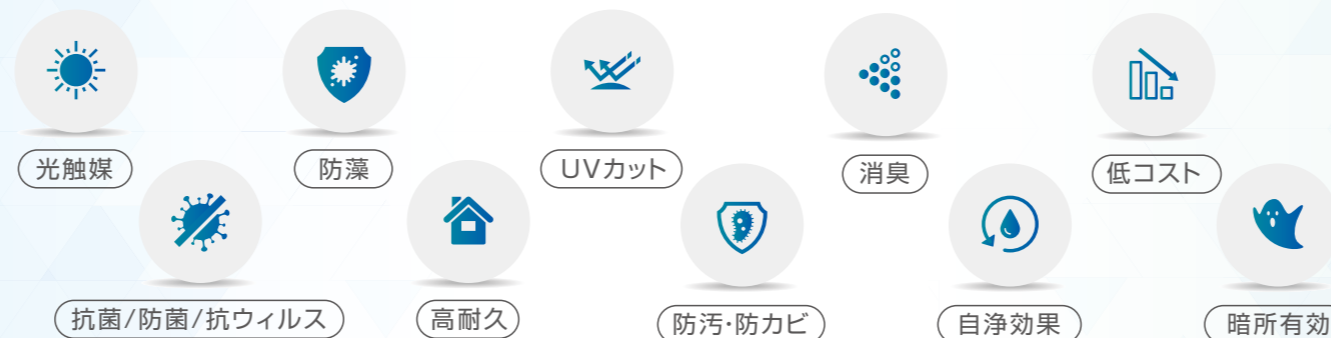 光触媒
防藻
UVカット
消臭
低コスト
抗菌/防菌/抗ウィルス
高耐久
防汚・防カビ
自浄効果
暗所有効